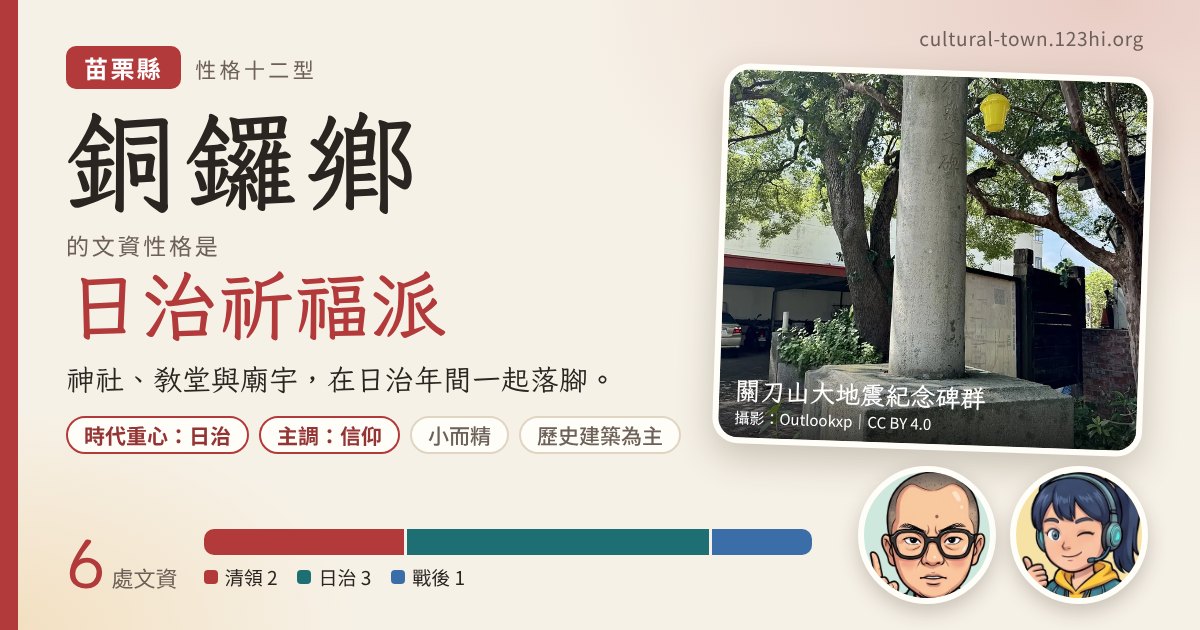 cultural-town.123hi.org
苗栗縣 性格十二型
銅鑼鄉
的文資性格是
日治祈福派
神社、教堂與廟宇，在日治年間一起落腳。
時代重心：日治 主調：信仰 小而精 歷史建築為主
關刀山大地震紀念碑群
攝影：Outlookxp｜CC BY 4.0
6 處文資
清領 2 日治 3 戰後 1